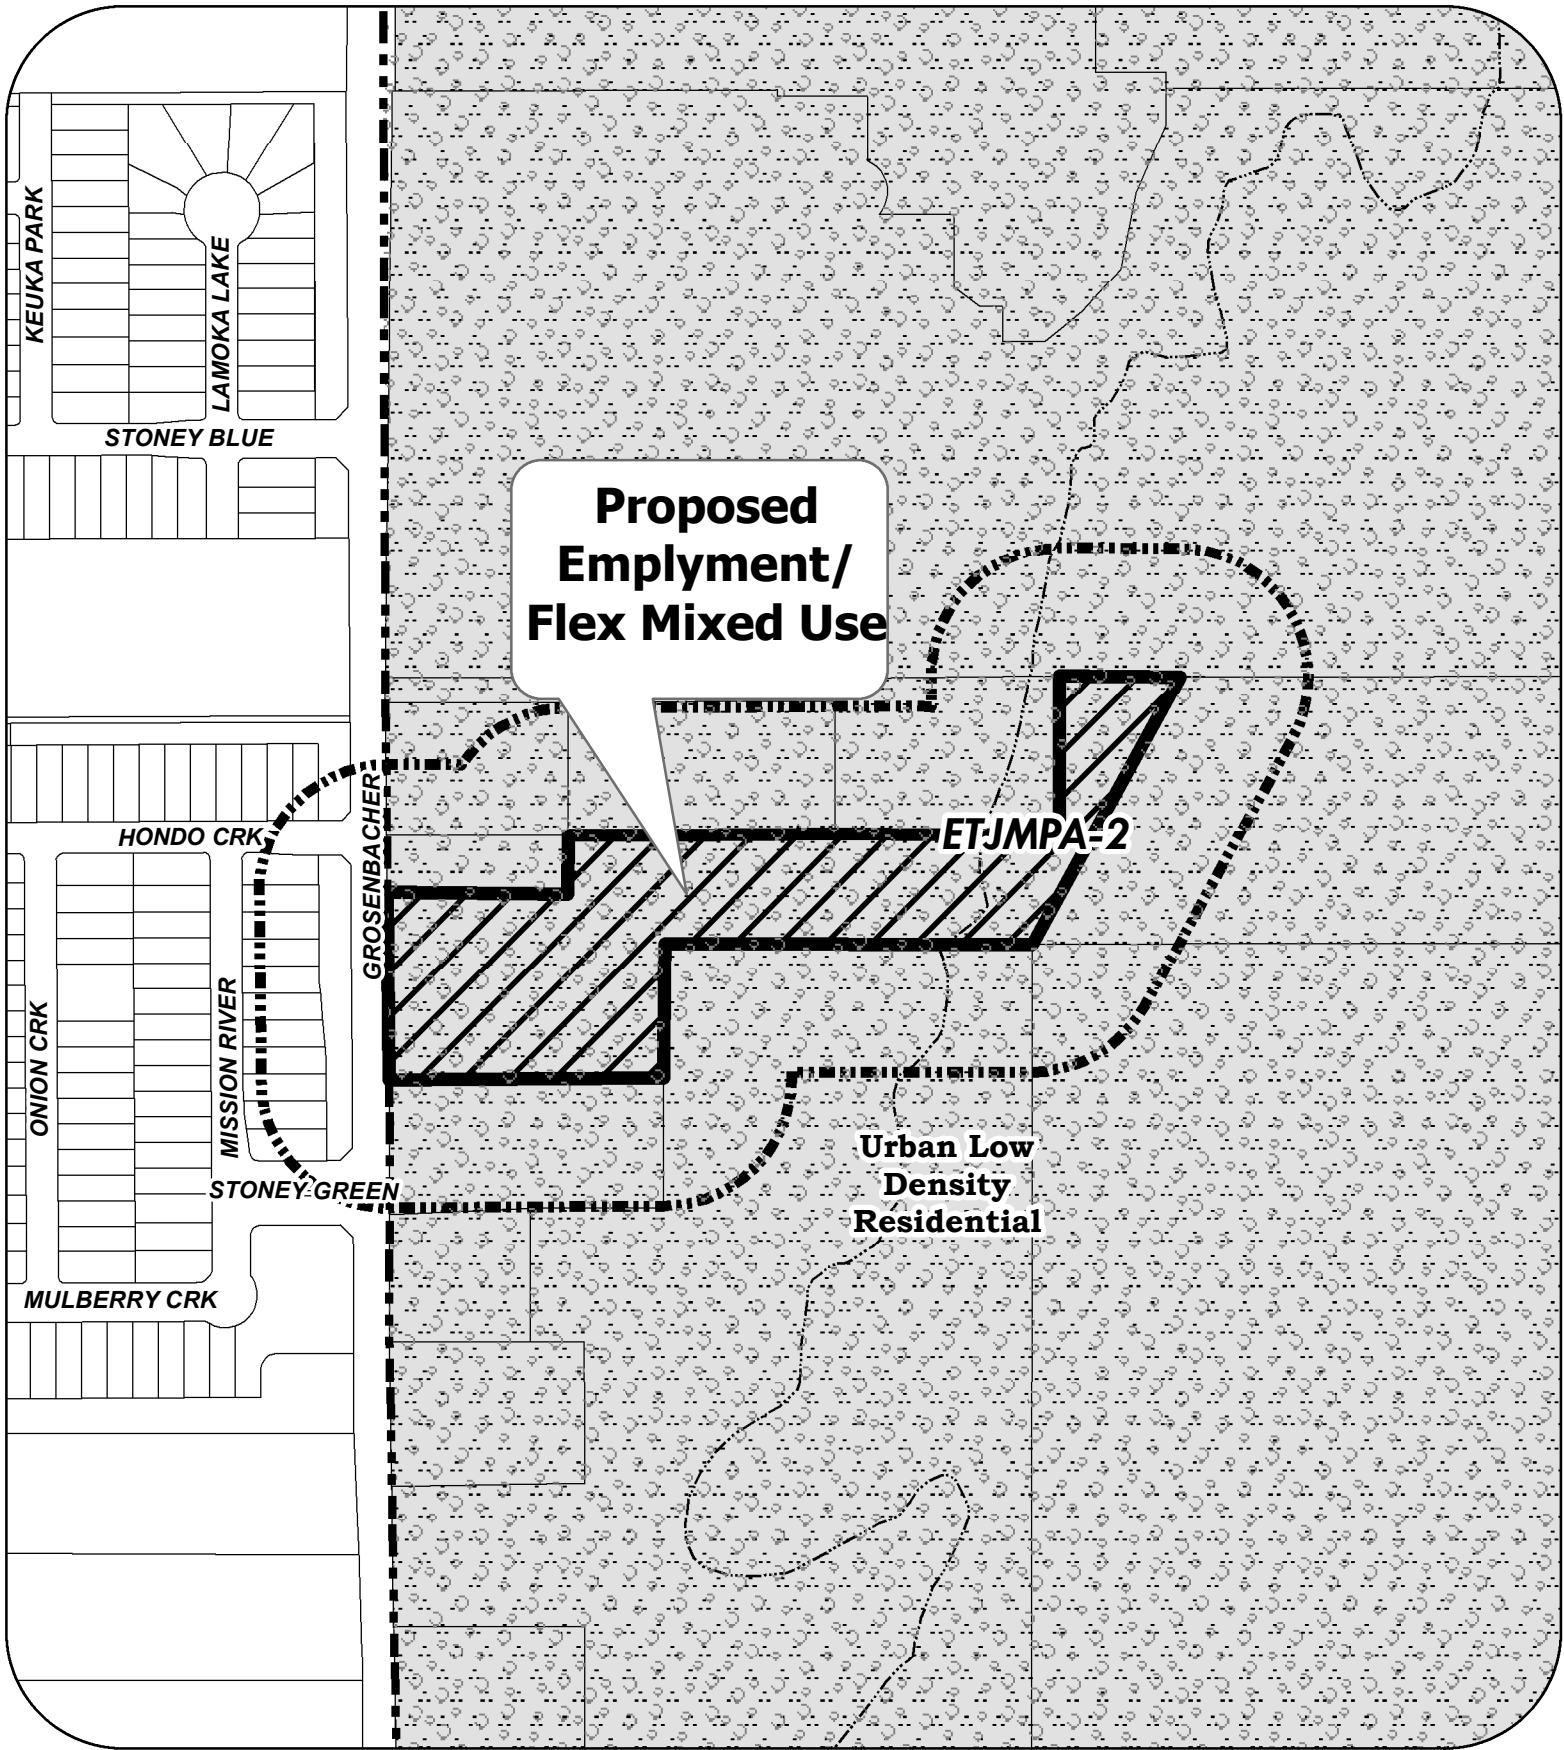 KEUKA PARK
LAMOKA LAKE
STONEY BLUE
Proposed
Emplyment/
Flex Mixed Use
HONDO CRK
GROSENBACHER
ETJMPA-2
ONION CRK
MISSION RIVER
STONEY GREEN
Urban Low
Density
Residential
MULBERRY CRK